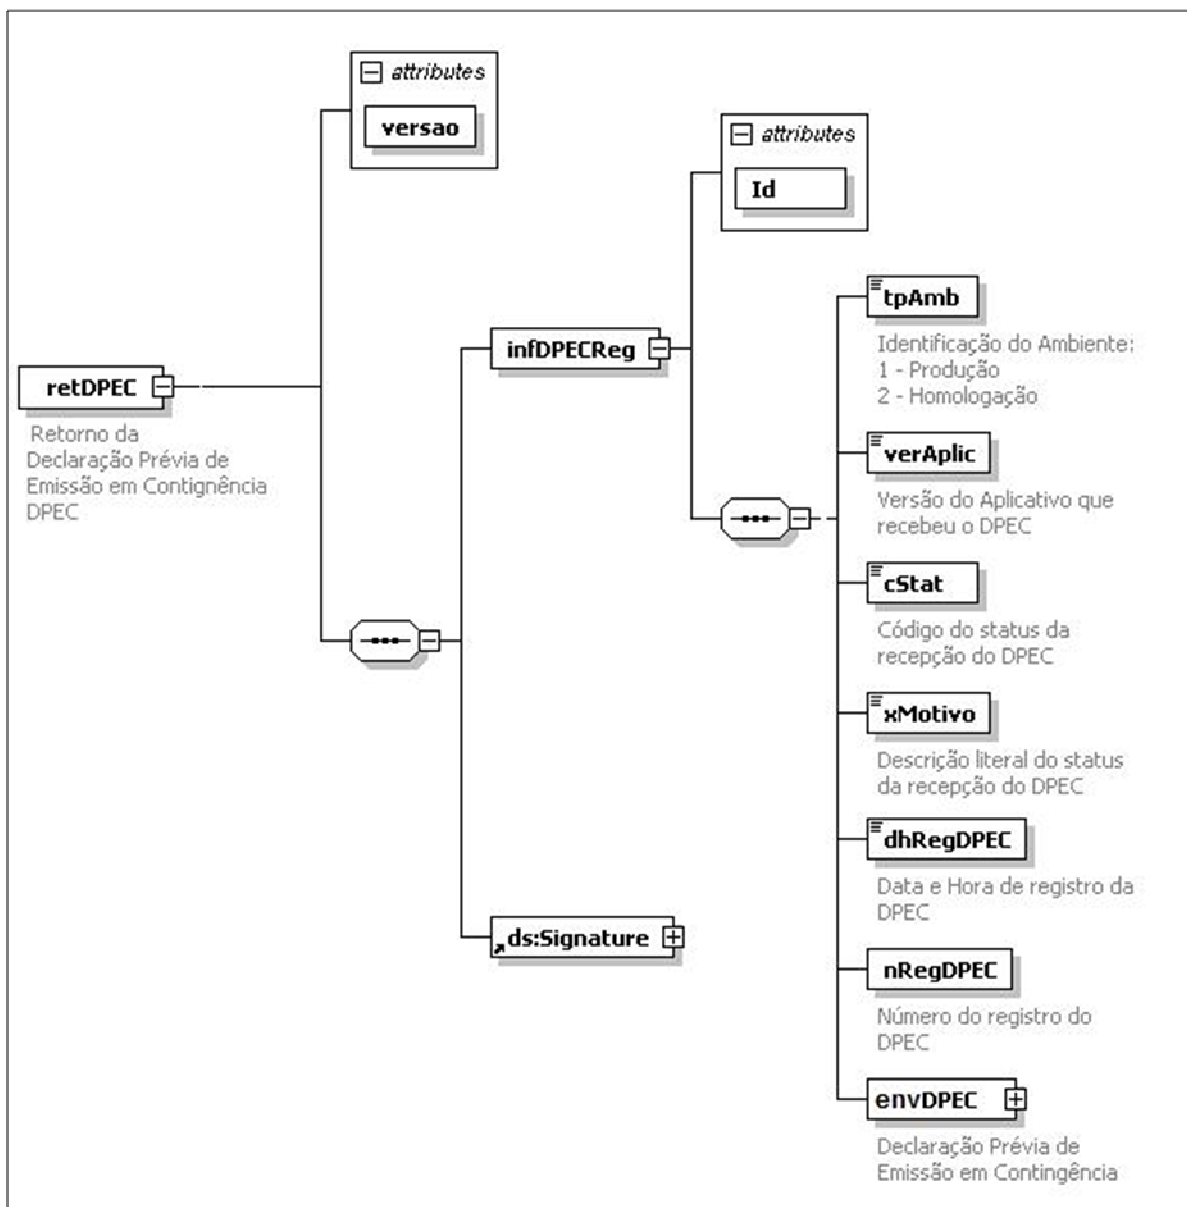 attributes
versao
attributes
Id
retDPEC
Retorno da
Declaração Prévia de
Emissão em Contignência
DPEC
infDPECReg
tpAmb
Identificação do Ambiente:
1 - Produção
2 - Homologação
verAplic
Versão do Aplicativo que
recebeu o DPEC
cStat
Código do status da
recepção do DPEC
xMotivo
Descrição literal do status
da recepção do DPEC
dhRegDPEC
Data e Hora de registro da
DPEC
ds:Signature
nRegDPEC
Número do registro do
DPEC
envDPEC
Declaração Prévia de
Emissão em Contingência